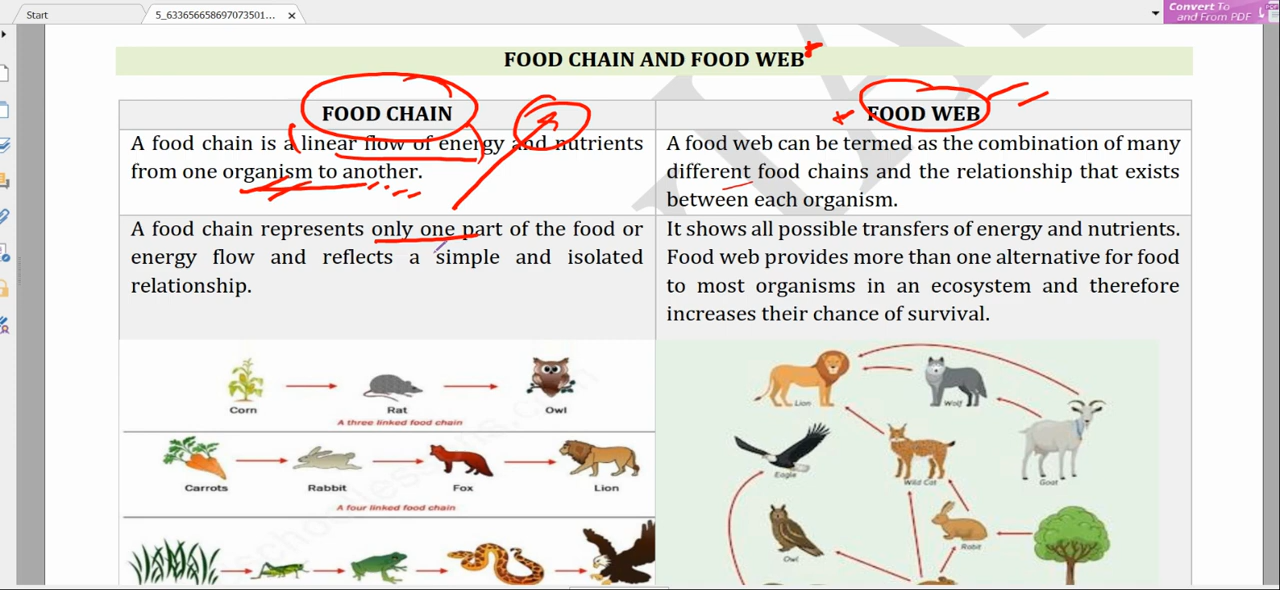 Start
5_633656658697073501...
Convert To
and From PDF
FOOD CHAIN AND FOOD WEB
FOOD CHAIN
A food chain is a linear flow of energy and nutrients
from one organism to another.
FOOD WEB
A food web can be termed as the combination of many
different food chains and the relationship that exists
between each organism.
A food chain represents only one part of the food or
energy flow and reflects a simple and isolated
relationship.
It shows all possible transfers of energy and nutrients.
Food web provides more than one alternative for food
to most organisms in an ecosystem and therefore
increases their chance of survival.
Corn Rat Owl
A three linked food chain
Carrots Rabbit Fox Lion
A four linked food chain
Lion Wolf
Eagle Wild Cat Goat
Owl Rabit